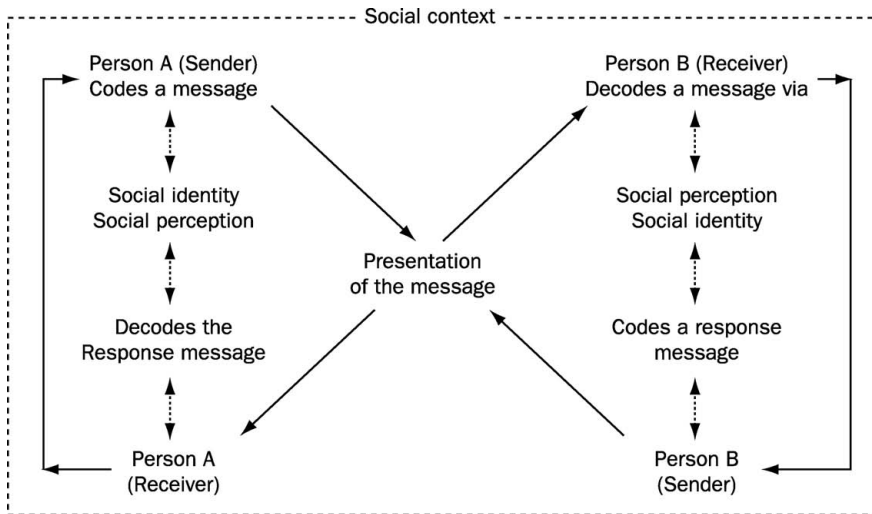 Social context
Person A (Sender)
Codes a message
Person B (Receiver)
Decodes a message via
Social identity
Social perception
Social perception
Social identity
Presentation
of the message
Decodes the
Response message
Codes a response
message
Person A
(Receiver)
Person B
(Sender)